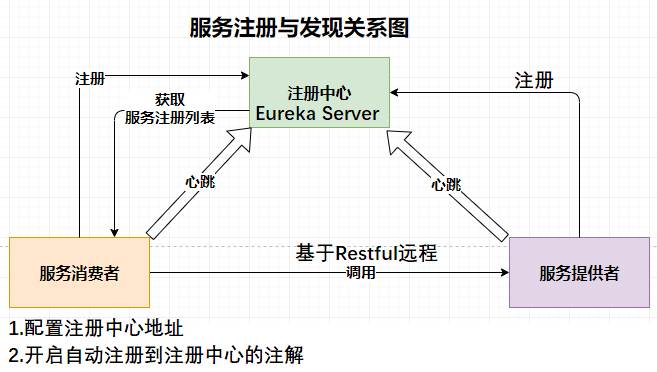 服务注册与发现关系图
注册
注册中心
Eureka Server
注册
获取
服务注册列表
心跳
心跳
服务消费者
基于Restful远程
调用
服务提供者
1.配置注册中心地址
2.开启自动注册到注册中心的注解